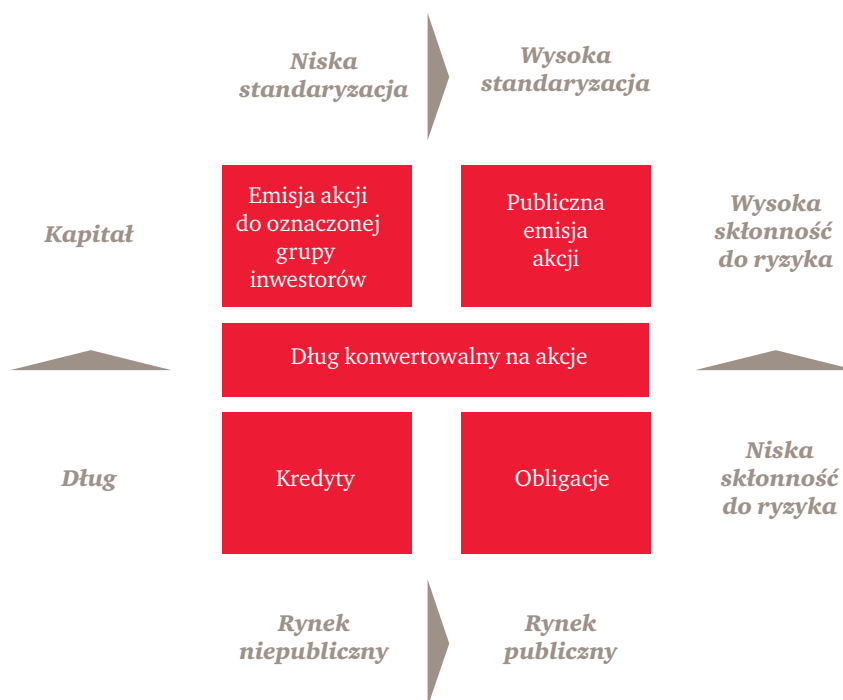 Niska
standaryzacja
Wysoka
standaryzacja
Kapitał
Emisja akcji
do oznaczonej
grupy
inwestorów
Publiczna
emisja
akcji
Wysoka
skłonność
do ryzyka
Dług konwertowalny na akcje
Dług
Kredyty
Obligacje
Niska
skłonność
do ryzyka
Rynek
niepubliczny
Rynek
publiczny